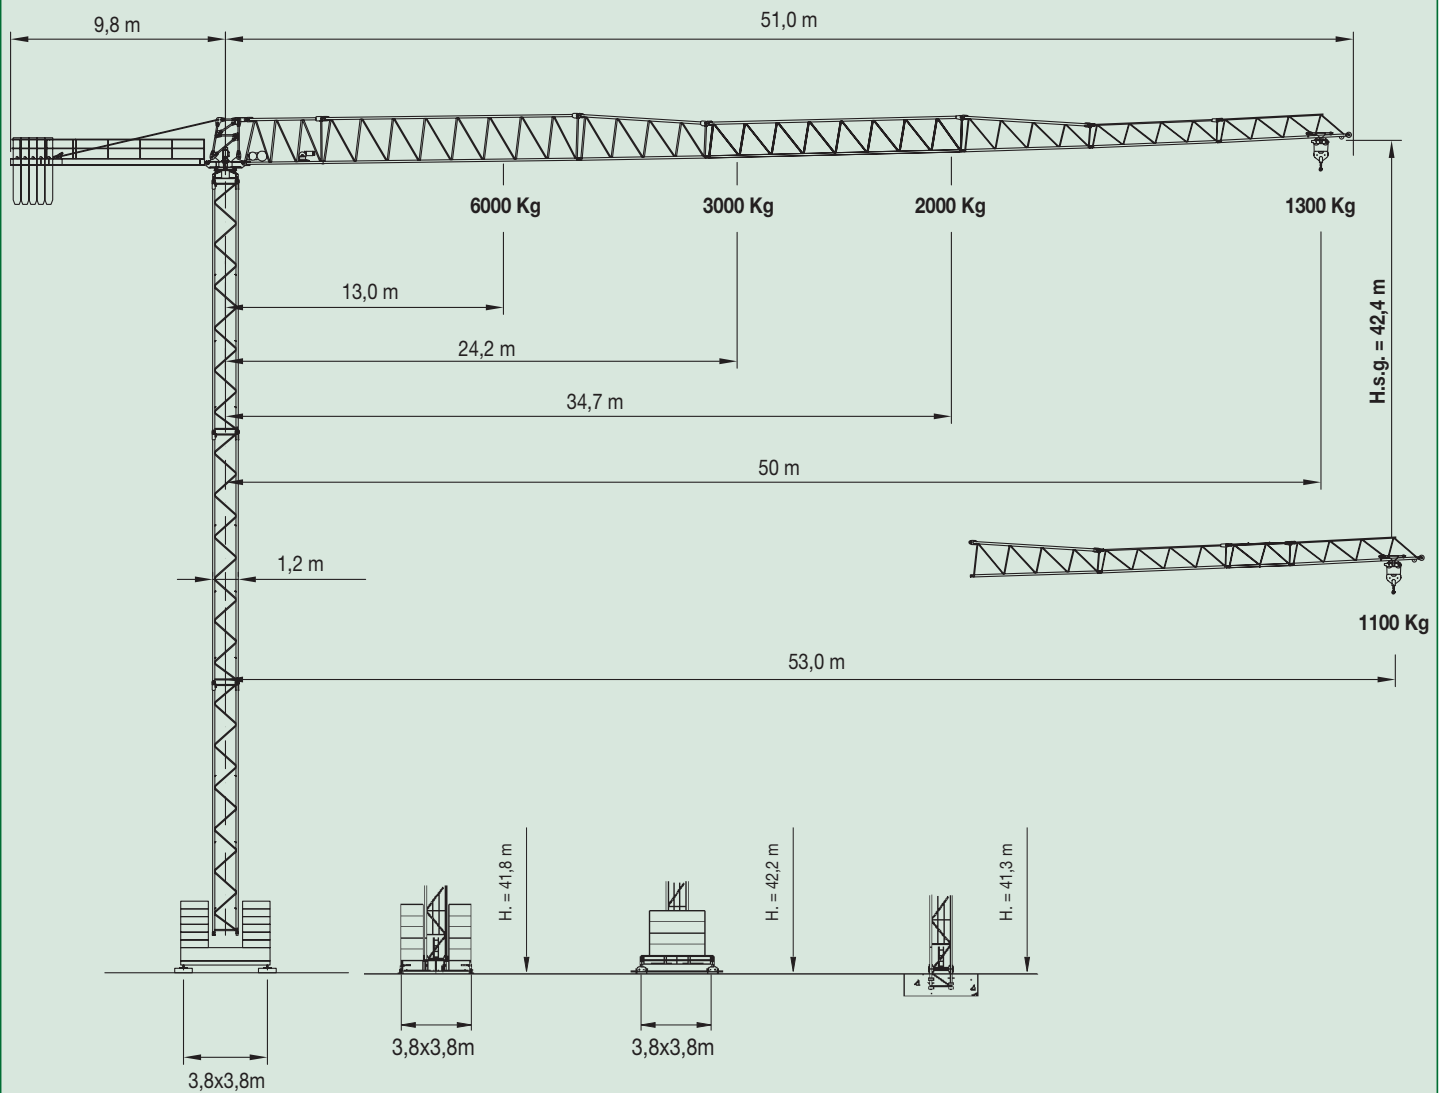 9,8 m
51,0 m
6000 Kg
3000 Kg
2000 Kg
1300 Kg
13,0 m
24,2 m
34,7 m
50 m
H.s.g. = 42,4 m
1,2 m
1100 Kg
53,0 m
H. = 41,8 m
H. = 42,2 m
H. = 41,3 m
3,8x3,8m
3,8x3,8m
3,8x3,8m